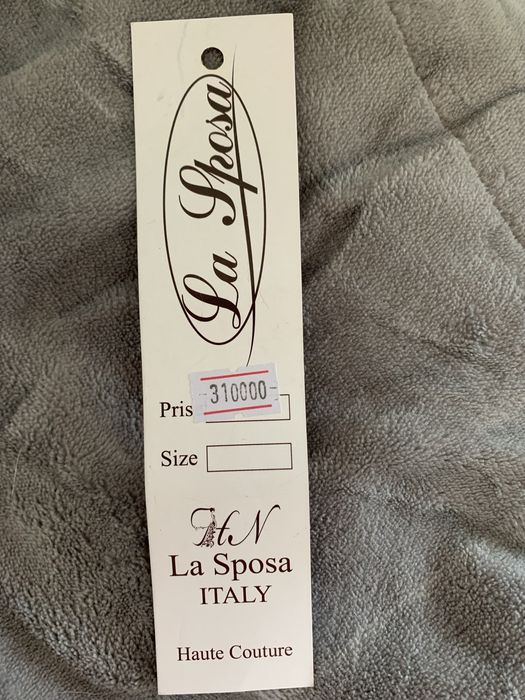 La Sposa
Pris 310000-
Size
HN
La Sposa
ITALY
Haute Couture